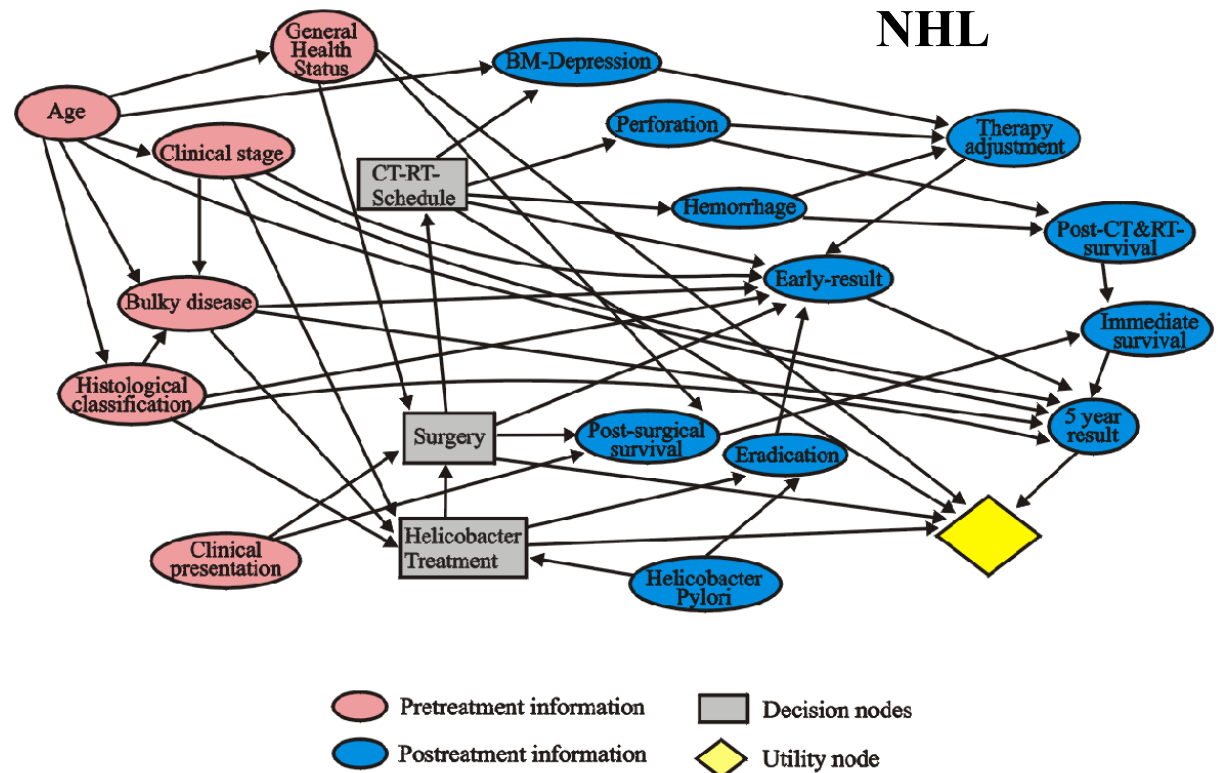 NHL
General
Health
Status
BM-Depression
Age
Perforation
Therapy
adjustment
Clinical stage
CT-RT-
Schedule
Hemorrhage
Post-CT&RT-
survival
Early-result
Bulky disease
Immediate
survival
Histological
classification
5 year
result
Surgery
Post-surgical
survival
Eradication
Helicobacter
Treatment
Clinical
presentation
Helicobacter
Pylori
Pretreatment information
Decision nodes
Postreatment information
Utility node